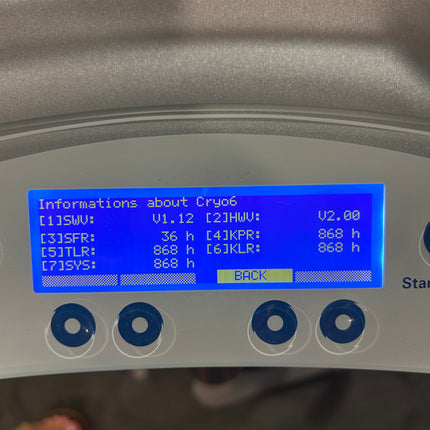 Informations about Cryo6
[1]SWV: V1.12 [2]HWV: V2.00
[3]SFR: 36 h [4]KPR: 868 h
[5]TLR: 868 h [6]KLR: 868 h
[7]SYS: 868 h
BACK
Star